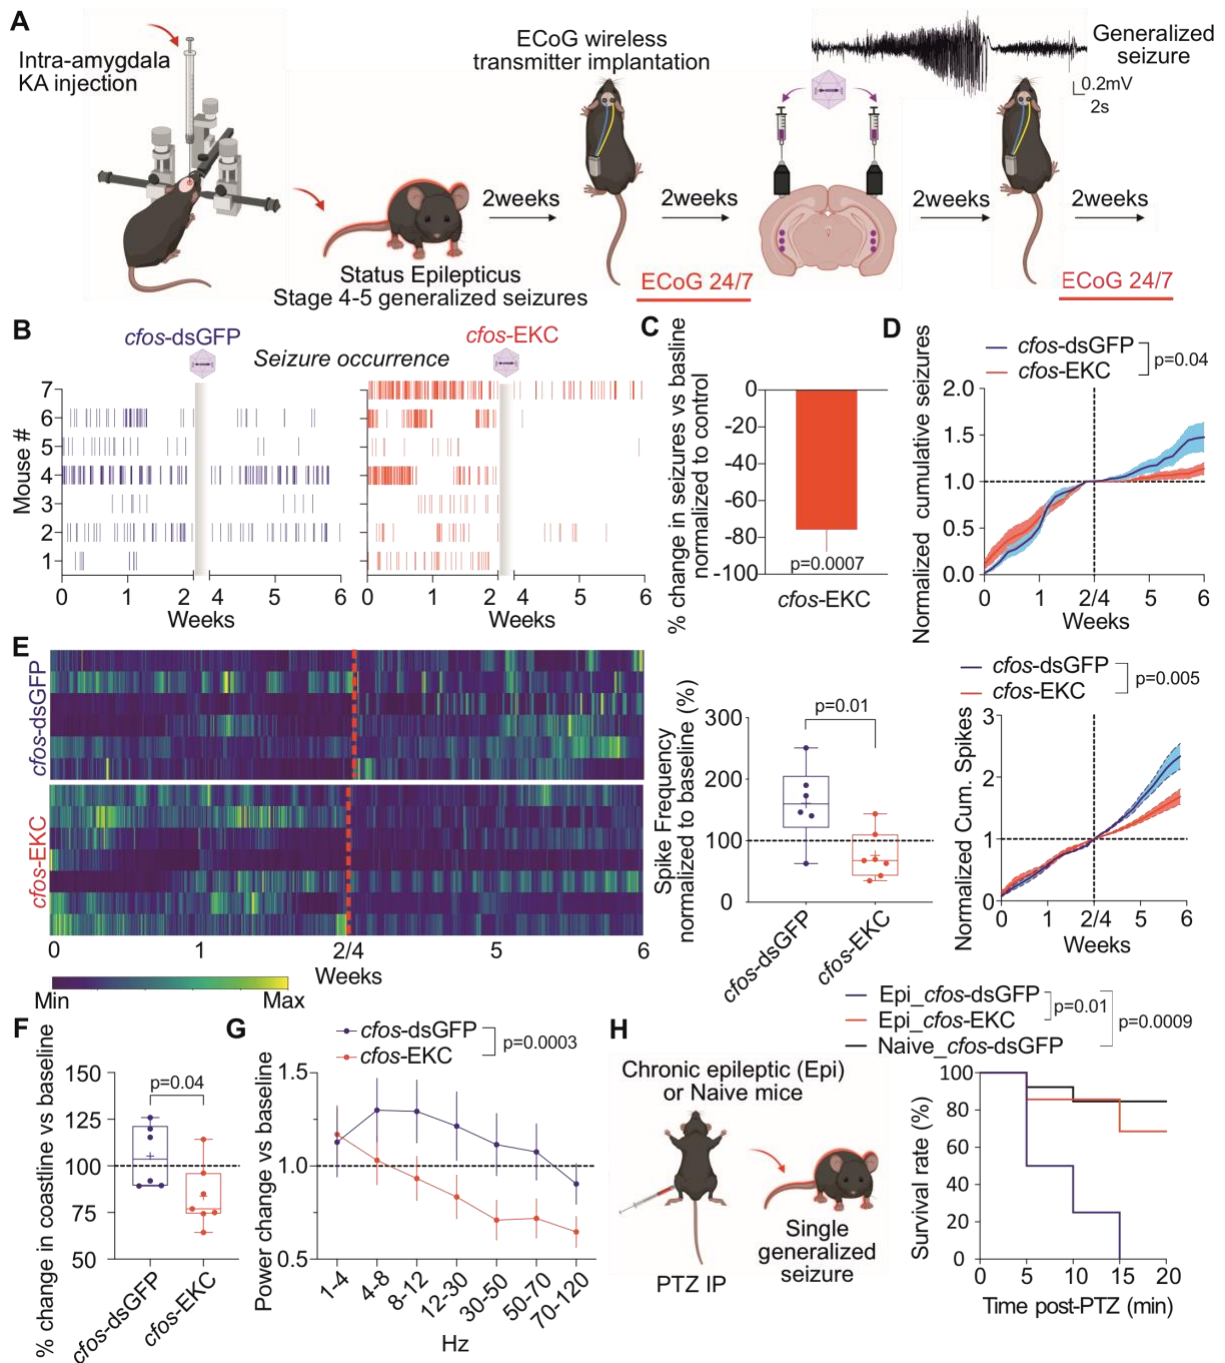 A
Intra-amygdala
KA injection
Status Epilepticus
Stage 4-5 generalized seizures
2weeks
ECoG wireless
transmitter implantation
2weeks
ECoG 24/7
2weeks
Generalized
seizure
0.2mV
2s
2weeks
ECoG 24/7
B
cfos-dsGFP
Seizure occurrence
cfos-EKC
Mouse #
7
6
5
4
3
2
1
0 1 2 4 6
Weeks
0 1 2 4 6
Weeks
C
% change in seizures vs basline
normalized to control
0
-20
-40
-60
-80
-100
p=0.0007
cfos-EKC
D
cfos-dsGFP
cfos-EKC
p=0.04
Normalized cumulative seizures
2.0
1.5
1.0
0.5
0.0
0 1 2/4 5 6
Weeks
E
cfos-dsGFP
cfos-EKC
0 1 2/4 5 6
Weeks
Min Max
Spike Frequency
normalized to baseline (%)
300
200
100
0
p=0.01
cfos-dsGFP
cfos-EKC
cfos-dsGFP
cfos-EKC
p=0.005
Normalized Cum. Spikes
3
2
1
0
0 1 2/4 5 6
Weeks
F
% change in coastline vs baseline
150
125
100
75
50
p=0.04
cfos-dsGFP
cfos-EKC
G
cfos-dsGFP
cfos-EKC
p=0.0003
Power change vs baseline
1.5
1.0
0.5
1-4
4-8
8-12
12-30
30-50
50-70
70-120
Hz
H
Chronic epileptic (Epi)
or Naive mice
PTZ IP
Single
generalized
seizure
Epi_cfos-dsGFP
Epi_cfos-EKC
Naive_cfos-dsGFP
p=0.01
p=0.0009
Survival rate (%)
100
80
60
40
20
0
0 5 10 15 20
Time post-PTZ (min)